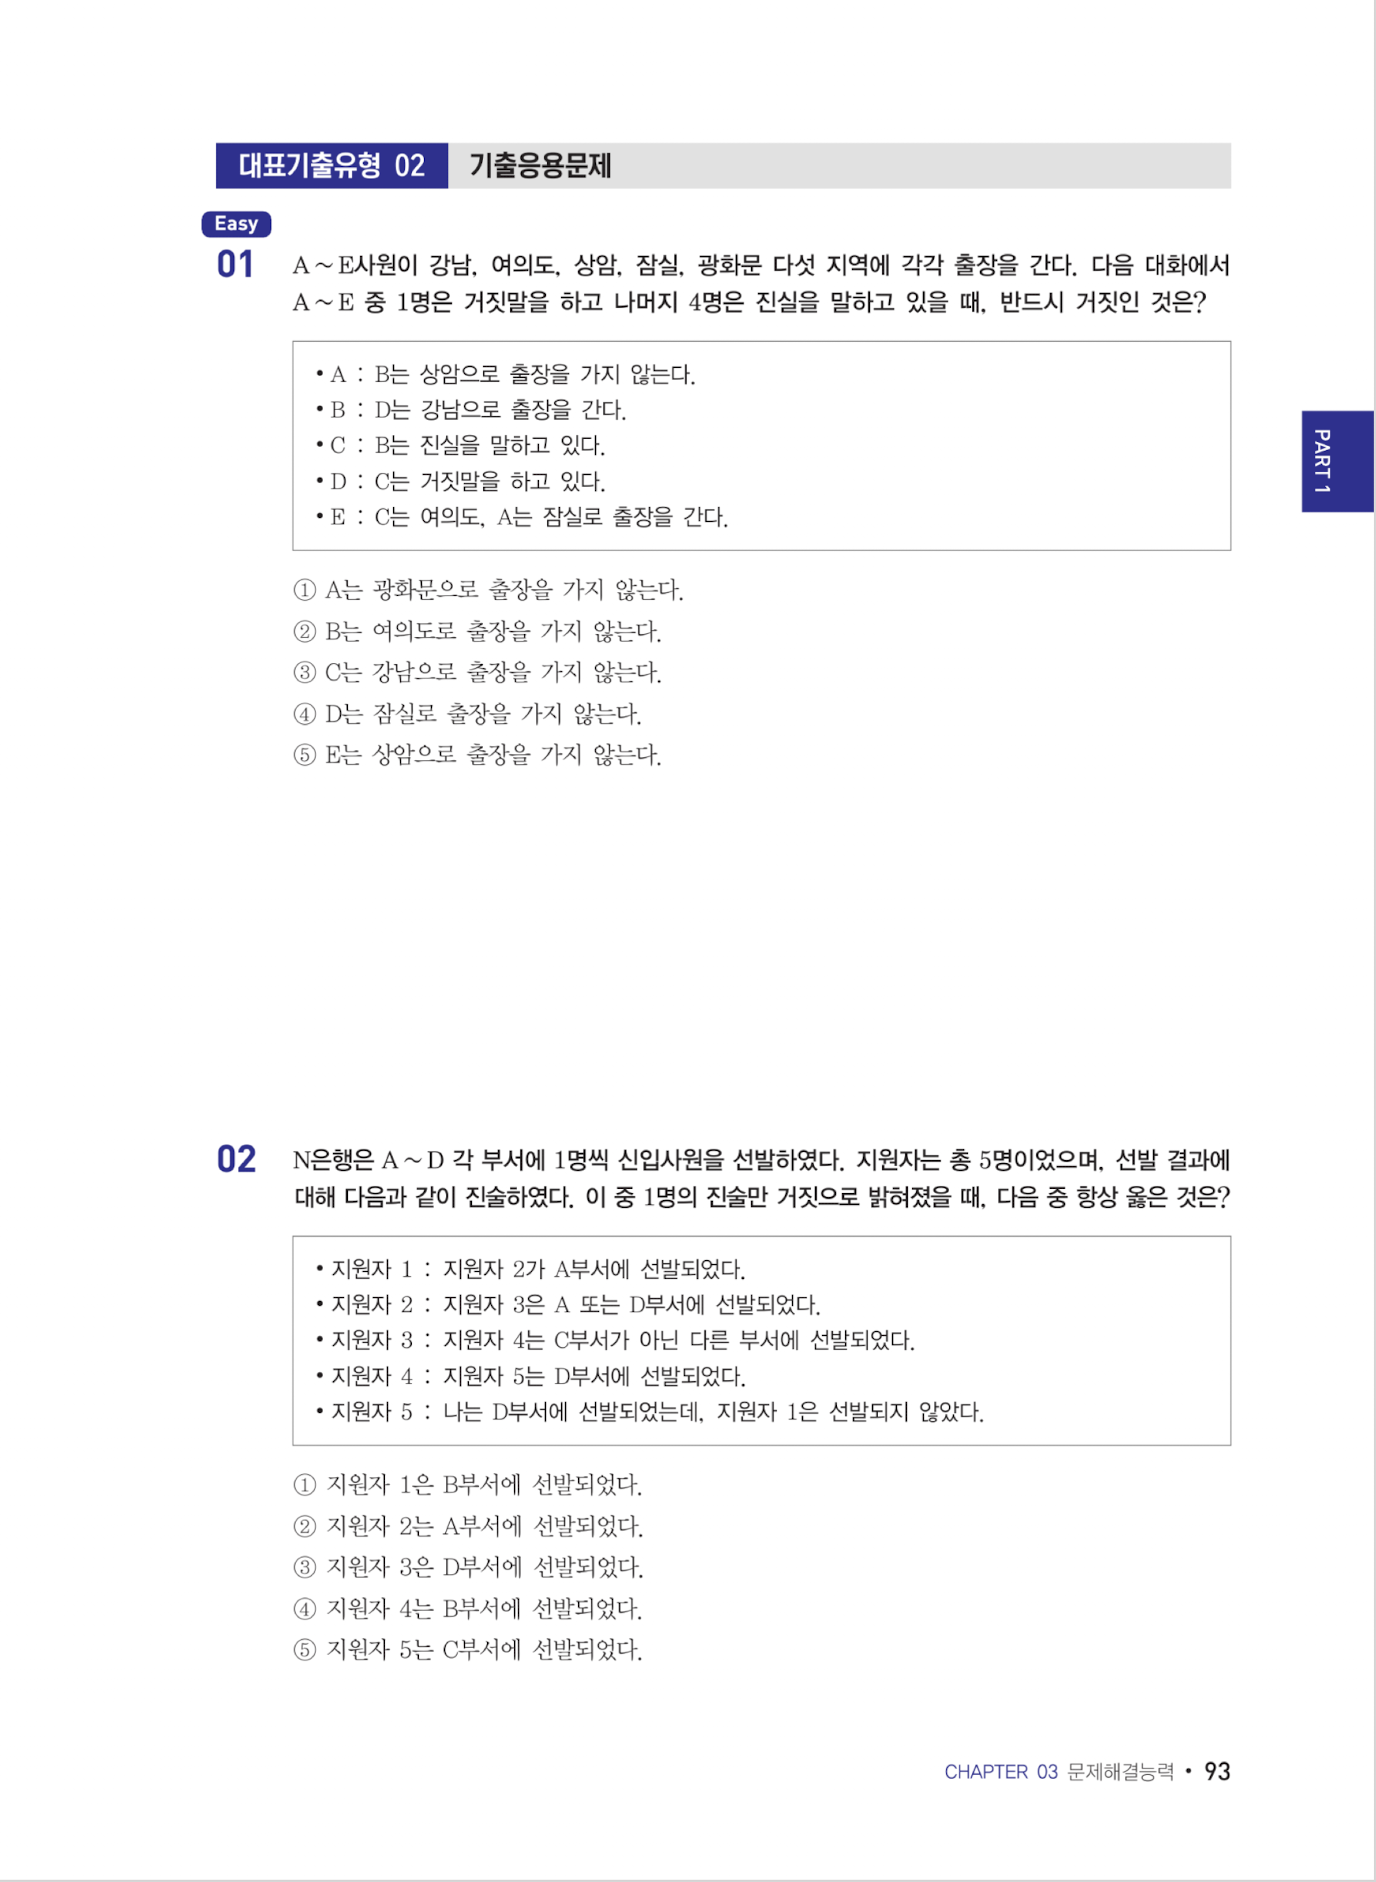 대표기출유형 02 기출응용문제
Easy
01 A～E사원이 강남, 여의도, 상암, 잠실, 광화문 다섯 지역에 각각 출장을 간다. 다음 대화에서
A～E 중 1명은 거짓말을 하고 나머지 4명은 진실을 말하고 있을 때, 반드시 거짓인 것은?
• A : B는 상암으로 출장을 가지 않는다.
• B : D는 강남으로 출장을 간다.
• C : B는 진실을 말하고 있다.
• D : C는 거짓말을 하고 있다.
• E : C는 여의도, A는 잠실로 출장을 간다.
① A는 광화문으로 출장을 가지 않는다.
② B는 여의도로 출장을 가지 않는다.
③ C는 강남으로 출장을 가지 않는다.
④ D는 잠실로 출장을 가지 않는다.
⑤ E는 상암으로 출장을 가지 않는다.
PART 1
02 N은행은 A～D 각 부서에 1명씩 신입사원을 선발하였다. 지원자는 총 5명이었으며, 선발 결과에
대해 다음과 같이 진술하였다. 이 중 1명의 진술만 거짓으로 밝혀졌을 때, 다음 중 항상 옳은 것은?
• 지원자 1 : 지원자 2가 A부서에 선발되었다.
• 지원자 2 : 지원자 3은 A 또는 D부서에 선발되었다.
• 지원자 3 : 지원자 4는 C부서가 아닌 다른 부서에 선발되었다.
• 지원자 4 : 지원자 5는 D부서에 선발되었다.
• 지원자 5 : 나는 D부서에 선발되었는데, 지원자 1은 선발되지 않았다.
① 지원자 1은 B부서에 선발되었다.
② 지원자 2는 A부서에 선발되었다.
③ 지원자 3은 D부서에 선발되었다.
④ 지원자 4는 B부서에 선발되었다.
⑤ 지원자 5는 C부서에 선발되었다.
CHAPTER 03 문제해결능력 • 93